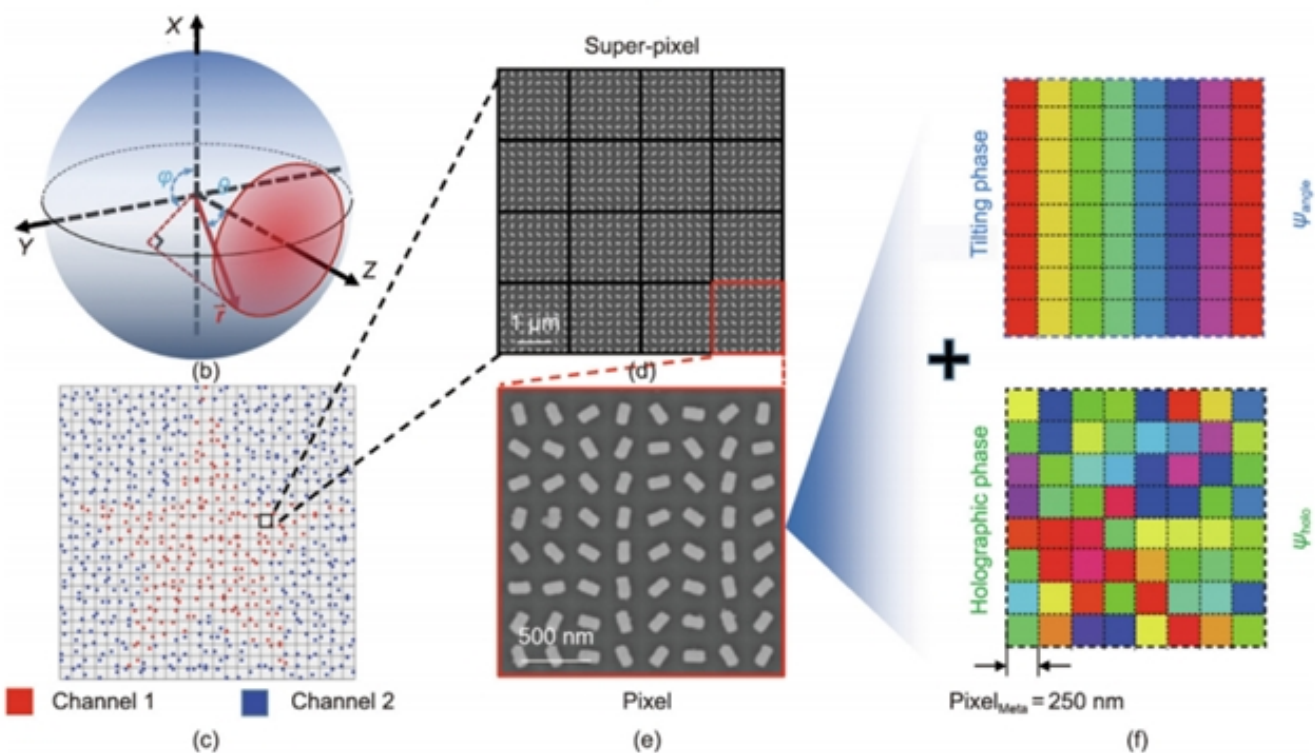 X
φ
θ
Y
Z
r
(b)
Super-pixel
1 μm
(d)
Tilting phase
Ψangle
Holographic phase
Ψholo
500 nm
Channel 1
Channel 2
Pixel
PixelMeta = 250 nm
(c)
(e)
(f)